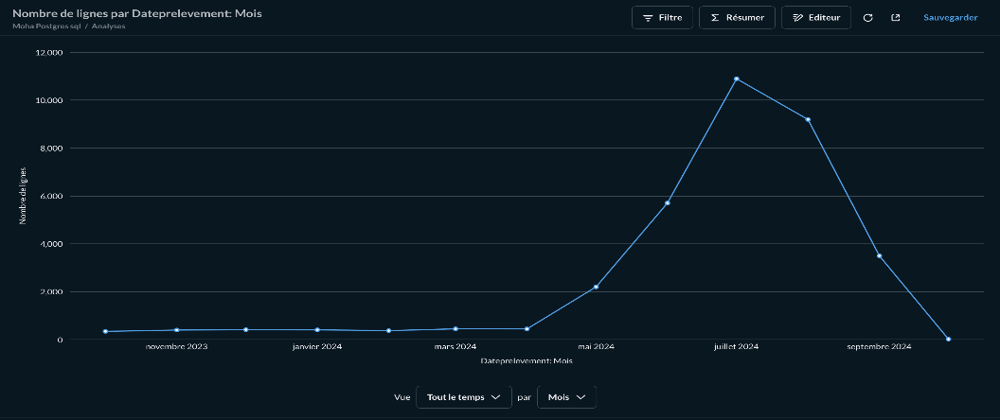 Nombre de lignes par Dateprelevement: Mois
Filtre
Résumer
Editeur
Sauvegarder
Moha Postgres sql / Analyses
12,000
10,000
8,000
6,000
4,000
2,000
0
Nombre de lignes
novembre 2023
janvier 2024
mars 2024
mai 2024
juillet 2024
septembre 2024
Dateprelevement: Mois
Vue Tout le temps par Mois